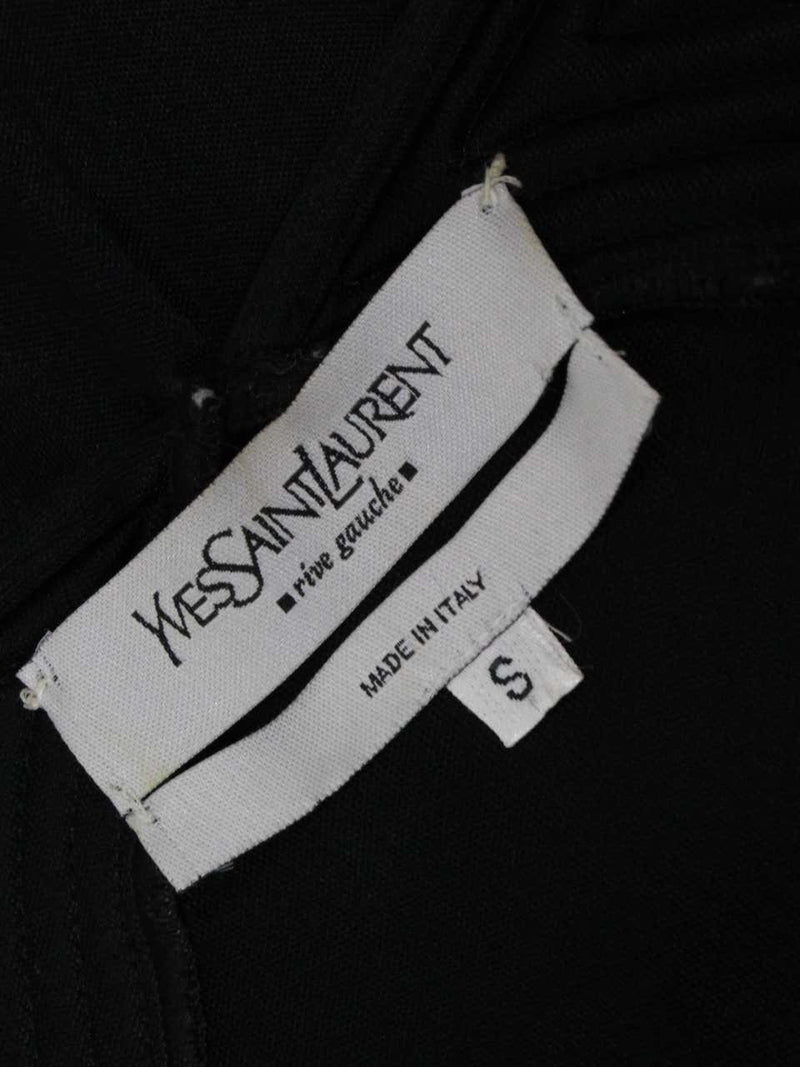 YVESSAINTLAURENT
rive gauche
MADE IN ITALY
S